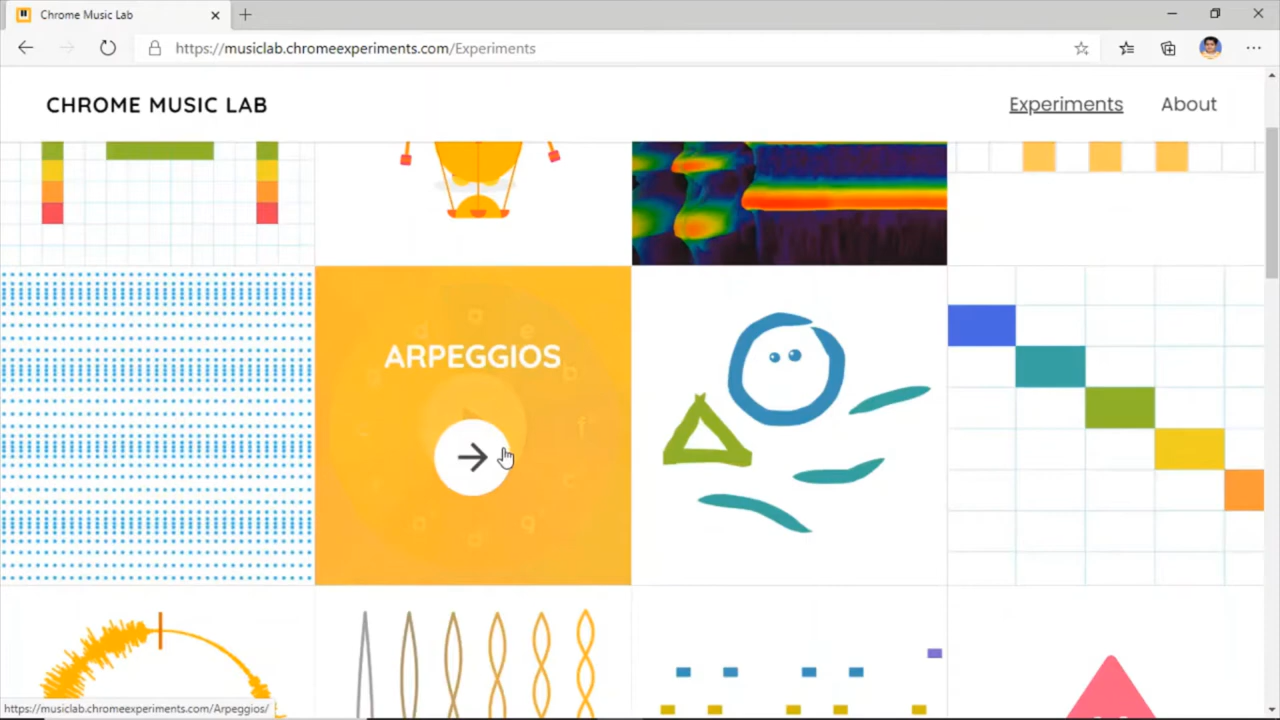 Chrome Music Lab
https://musiclab.chromeexperiments.com/Experiments
CHROME MUSIC LAB
Experiments
About
ARPEGGIOS
https://musiclab.chromeexperiments.com/Arpeggios/